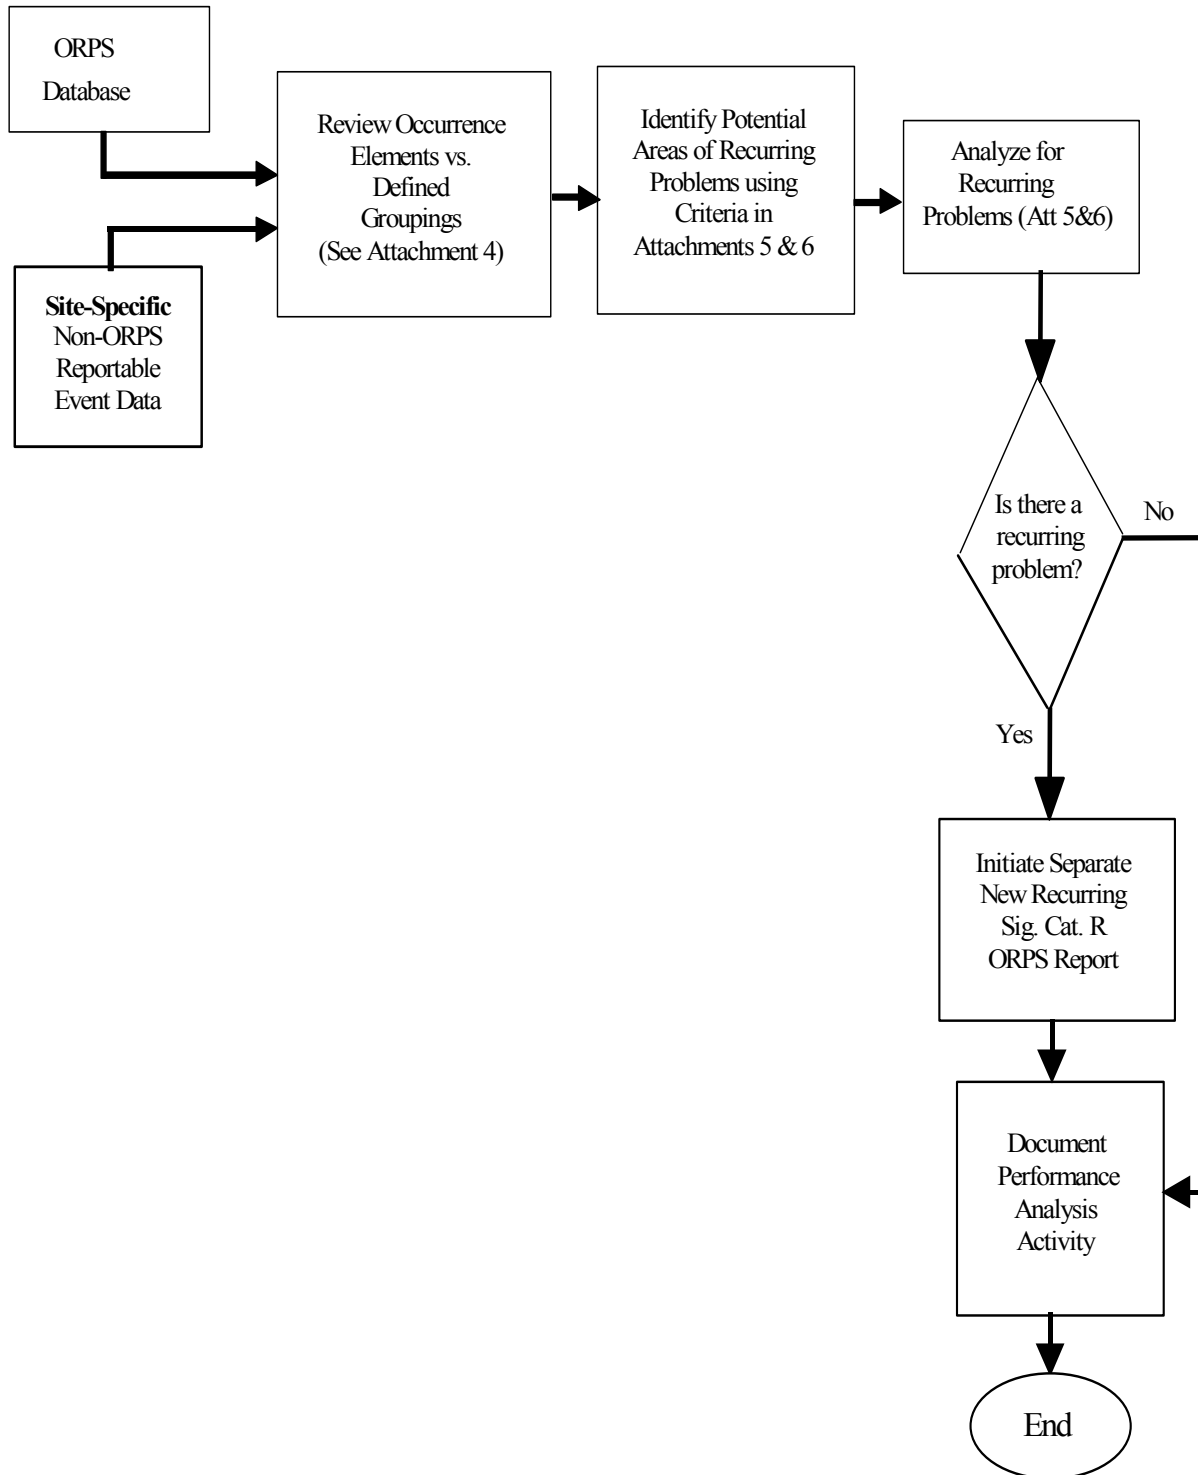 ORPS
Database
Review Occurrence
Elements vs.
Defined
Groupings
(See Attachment 4)
Identify Potential
Areas of Recurring
Problems using
Criteria in
Attachments 5 & 6
Analyze for
Recurring
Problems (Att 5&6)
Site-Specific
Non-ORPS
Reportable
Event Data
Is there a
recurring
problem?
No
Yes
Initiate Separate
New Recurring
Sig. Cat. R
ORPS Report
Document
Performance
Analysis
Activity
End